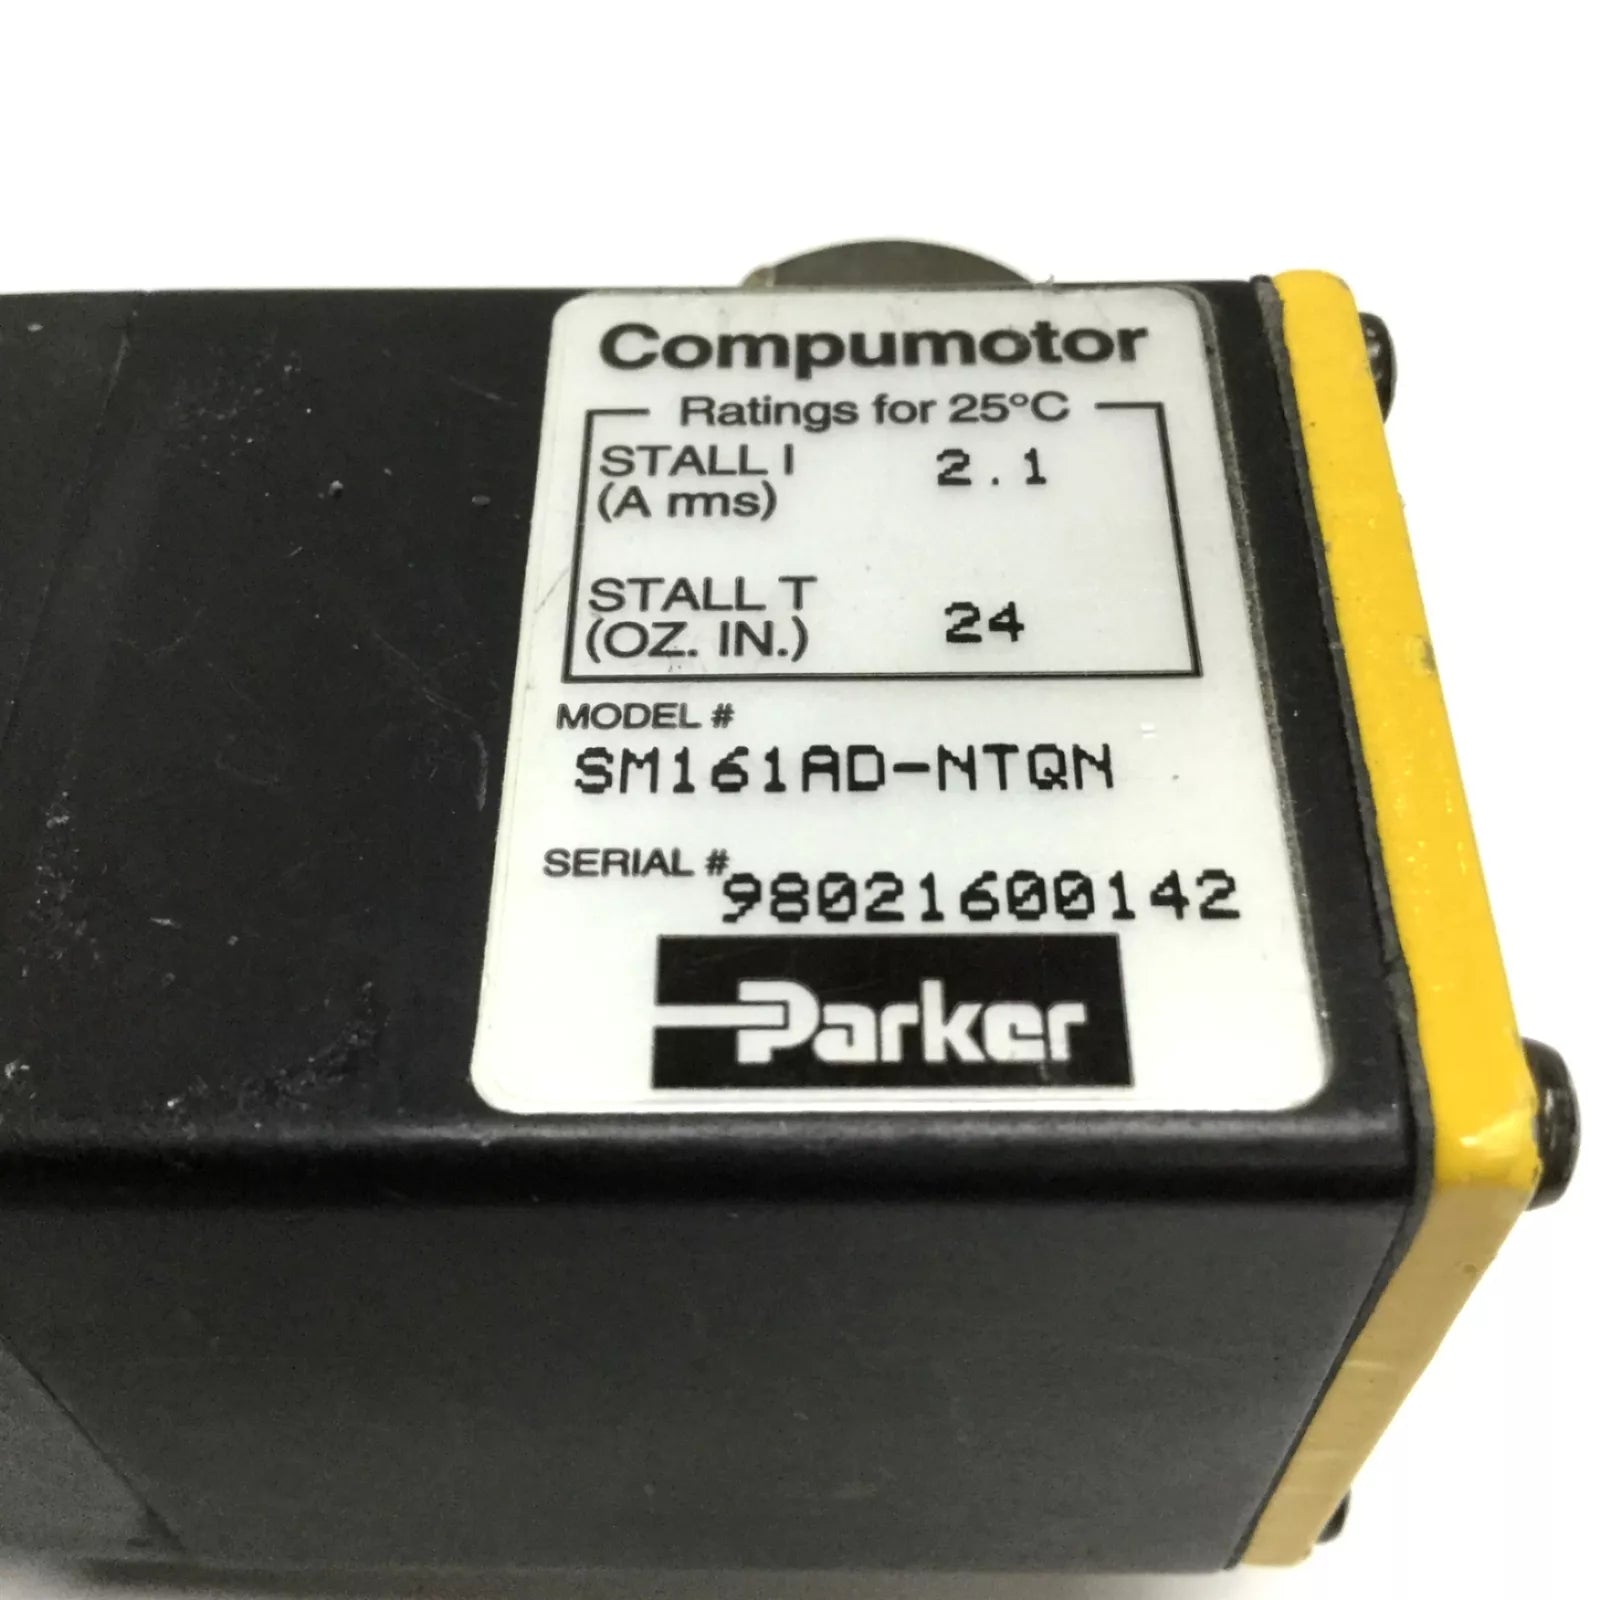 Compumotor
Ratings for 25°C
STALL I 2.1
(A rms)
STALL T
(OZ. IN.) 24
MODEL #
SM161AD-NTQN
SERIAL # 98021600142
Parker